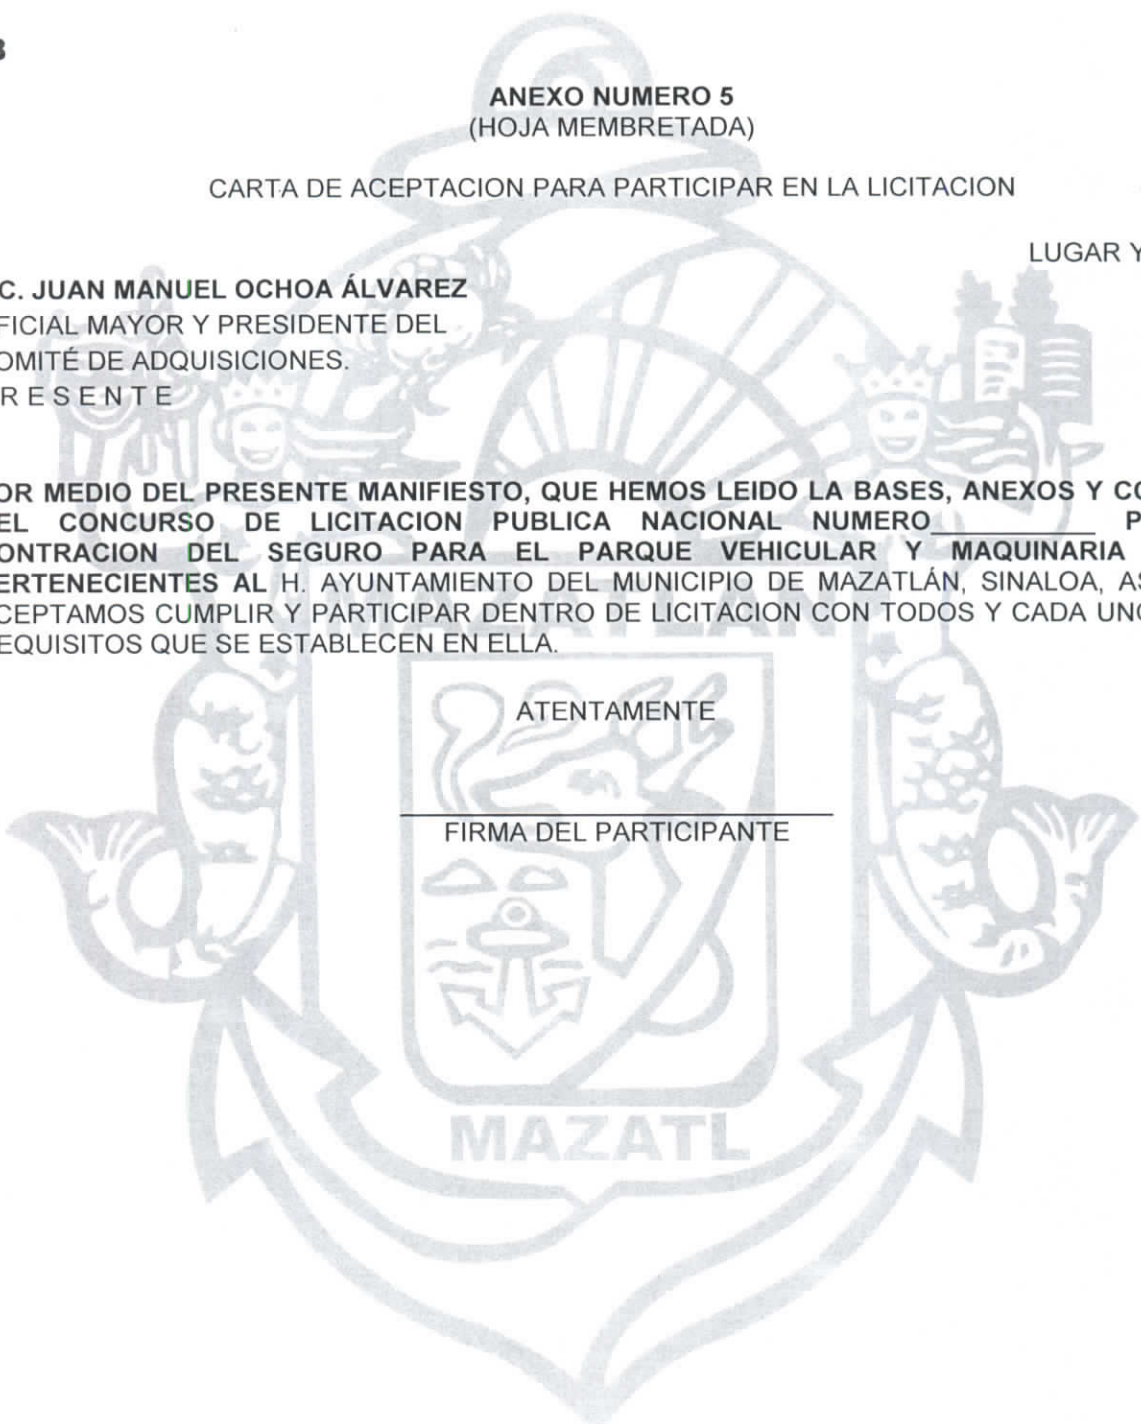 ANEXO NUMERO 5
(HOJA MEMBRETADA)
CARTA DE ACEPTACION PARA PARTICIPAR EN LA LICITACION
LUGAR Y
C. JUAN MANUEL OCHOA ÁLVAREZ
FICIAL MAYOR Y PRESIDENTE DEL
OMITÉ DE ADQUISICIONES.
R E S E N T E
OR MEDIO DEL PRESENTE MANIFIESTO, QUE HEMOS LEIDO LA BASES, ANEXOS Y CO
EL CONCURSO DE LICITACION PUBLICA NACIONAL NUMERO___________ P
ONTRACION DEL SEGURO PARA EL PARQUE VEHICULAR Y MAQUINARIA
ERTENECIENTES AL H. AYUNTAMIENTO DEL MUNICIPIO DE MAZATLÁN, SINALOA, AS
CEPTAMOS CUMPLIR Y PARTICIPAR DENTRO DE LICITACION CON TODOS Y CADA UNO
EQUISITOS QUE SE ESTABLECEN EN ELLA.
MAZATLAN
ATENTAMENTE
FIRMA DEL PARTICIPANTE
MAZATL